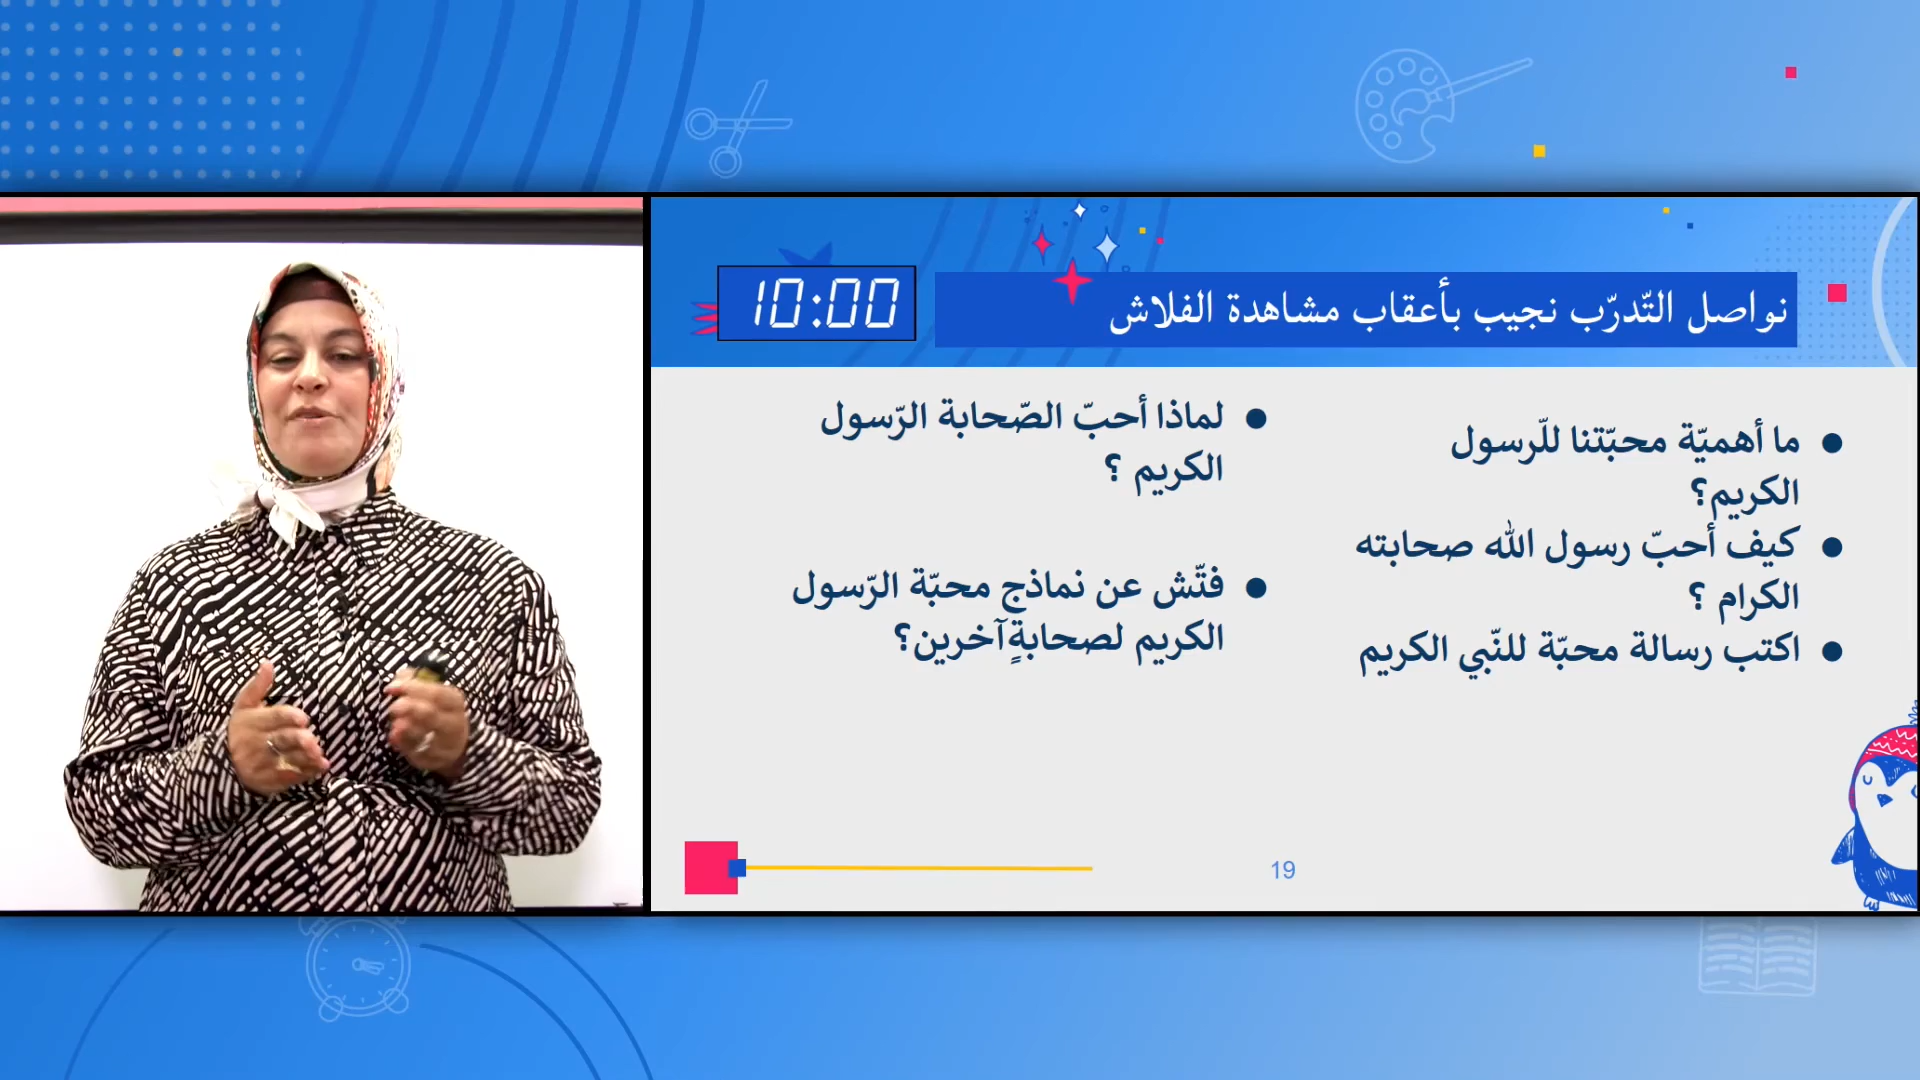 نواصل التّدرّب نجيب بأعقاب مشاهدة الفلاش
10:00
ما أهميّة محبّتنا للّرسول
الكريم؟
كيف أحبّ رسول الله صحابته
الكرام ؟
اكتب رسالة محبّة للنّبي الكريم
لماذا أحبّ الصّحابة الرّسول
الكريم ؟
فتّش عن نماذج محبّة الرّسول
الكريم لصحابةٍ آخرين؟
19